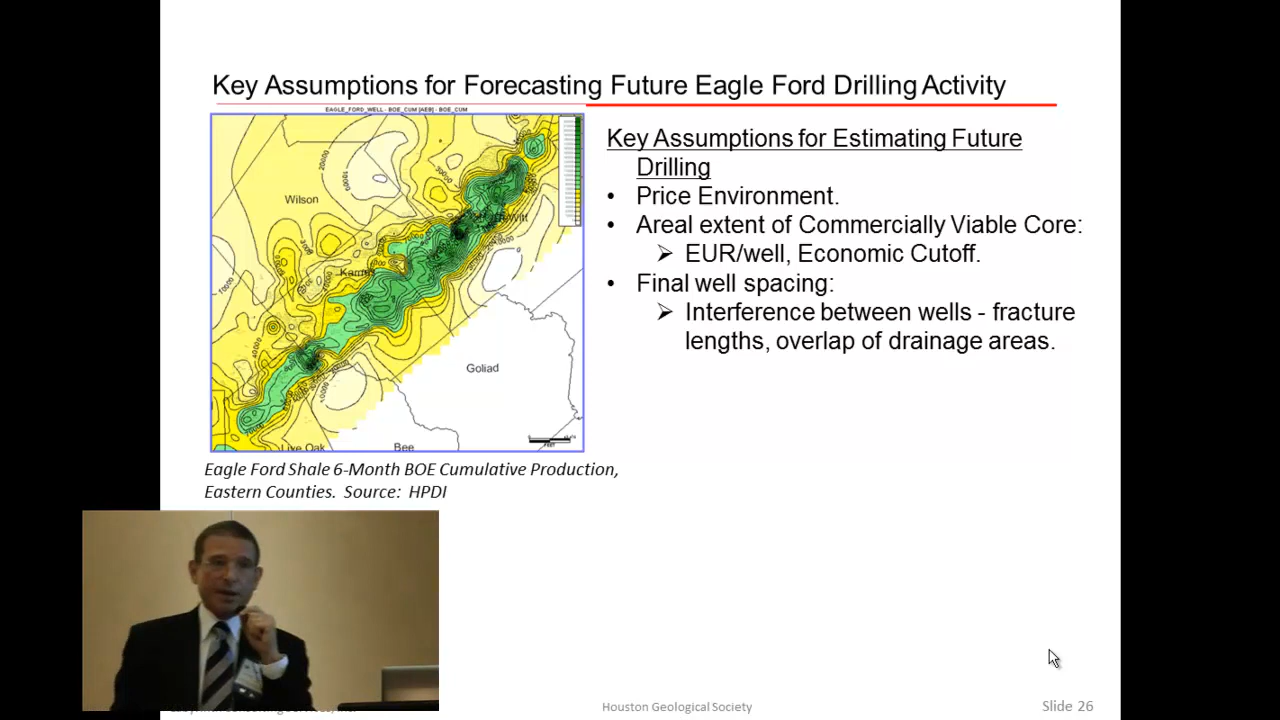 Key Assumptions for Forecasting Future Eagle Ford Drilling Activity
EAGLE_FORD_WELL - BOE_CUM [AEB] - BOE_CUM
Wilson
Karnes
DeWitt
Goliad
Live Oak
Bee
Key Assumptions for Estimating Future
Drilling
• Price Environment.
• Areal extent of Commercially Viable Core:
➢ EUR/well, Economic Cutoff.
• Final well spacing:
➢ Interference between wells - fracture
lengths, overlap of drainage areas.
Eagle Ford Shale 6-Month BOE Cumulative Production,
Eastern Counties. Source: HPDI
Houston Geological Society
Slide 26